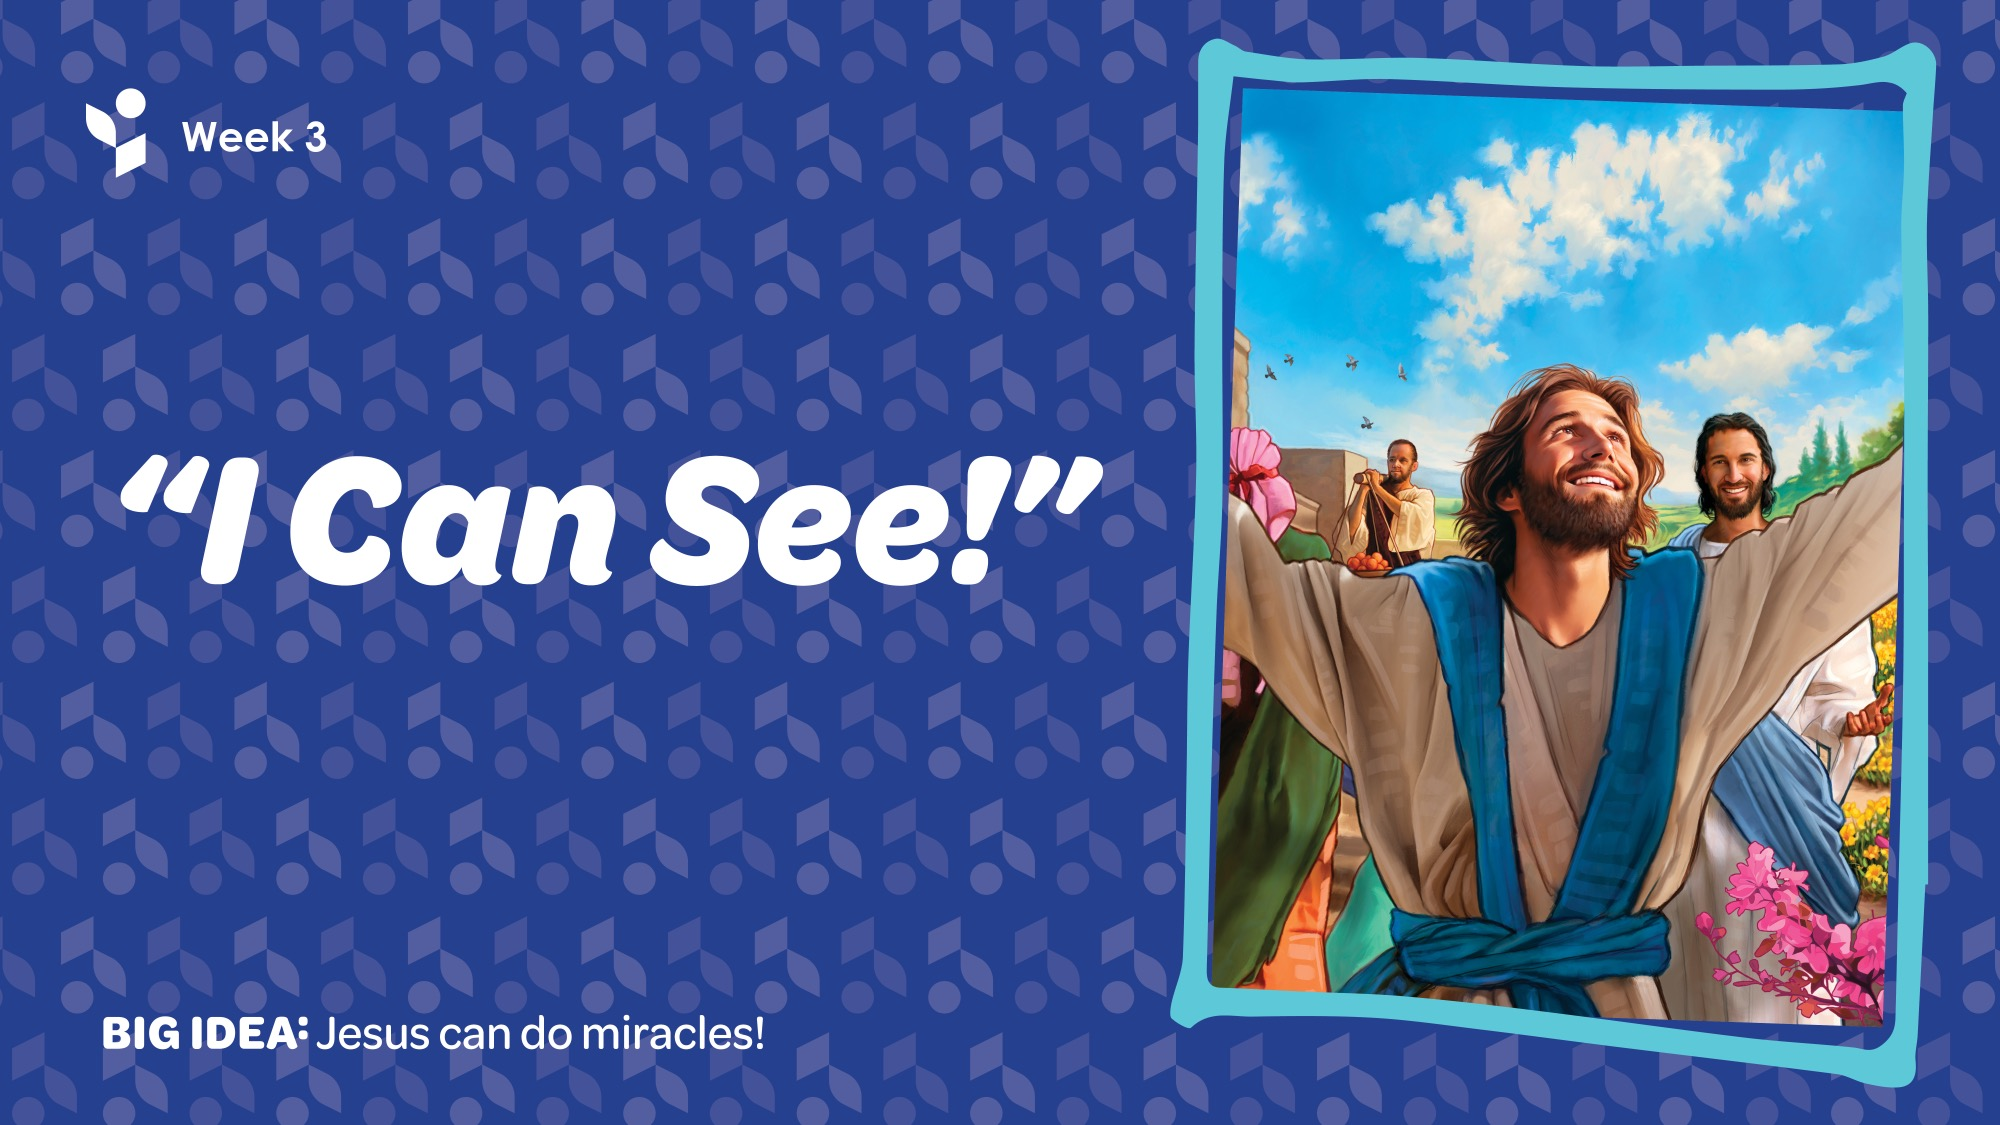 Week 3
“I Can See!”
BIG IDEA: Jesus can do miracles!